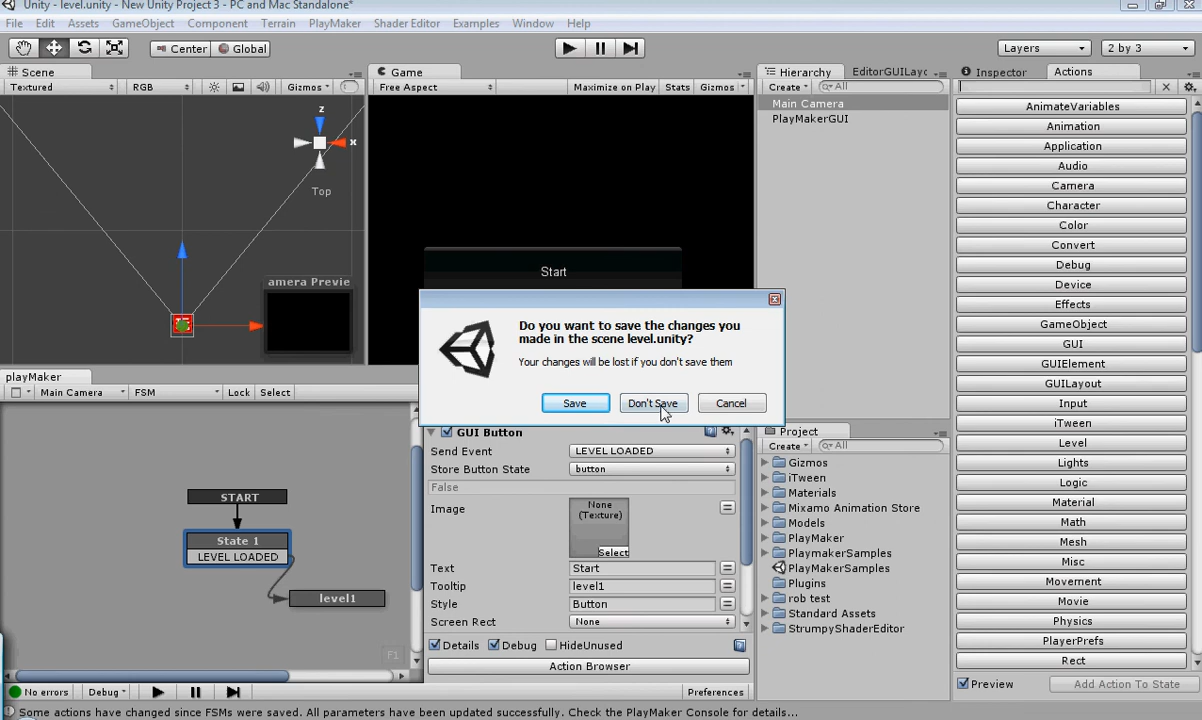 Unity - level.unity - New Unity Project 3 - PC and Mac Standalone*
File Edit Assets GameObject Component Terrain PlayMaker Shader Editor Examples Window Help
Center Global Layers 2 by 3
Scene
Textured RGB Gizmos
z
x
Top
amera Previe
Game
Free Aspect Maximize on Play Stats Gizmos
Start
Hierarchy EditorGUILayo
Create All
Main Camera
PlayMakerGUI
Inspector Actions
AnimateVariables
Animation
Application
Audio
Camera
Character
Color
Convert
Debug
Device
Effects
GameObject
GUI
GUIElement
GUILayout
Input
iTween
Level
Lights
Logic
Material
Math
Mesh
Misc
Movement
Movie
Physics
PlayerPrefs
Rect
Preview Add Action To State
Do you want to save the changes you
made in the scene level.unity?
Your changes will be lost if you don't save them
Save Don't Save Cancel
playMaker
Main Camera FSM Lock Select
START
State 1
LEVEL LOADED
level1
F1
GUI Button
Send Event LEVEL LOADED
Store Button State button
False
Image None
(Texture)
Select
Text Start
Tooltip level1
Style Button
Screen Rect None
Details Debug HideUnused
Action Browser
Project
Create All
Gizmos
iTween
Materials
Mixamo Animation Store
Models
PlayMaker
PlaymakerSamples
PlayMakerSamples
Plugins
rob test
Standard Assets
StrumpyShaderEditor
No errors Debug Preferences
Some actions have changed since FSMs were saved. All parameters have been updated successfully. Check the PlayMaker Console for details...